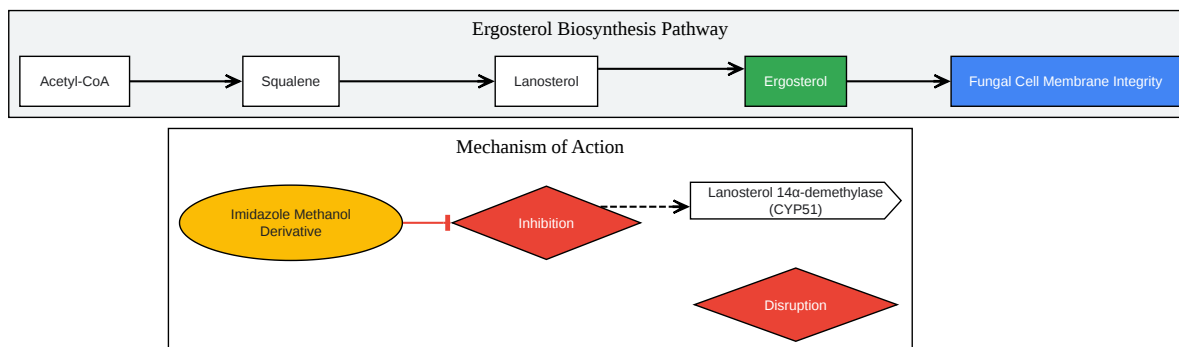 Ergosterol Biosynthesis Pathway
Acetyl-CoA
Squalene
Lanosterol
Ergosterol
Fungal Cell Membrane Integrity
Mechanism of Action
Imidazole Methanol
Derivative
Inhibition
Lanosterol 14α-demethylase
(CYP51)
Disruption